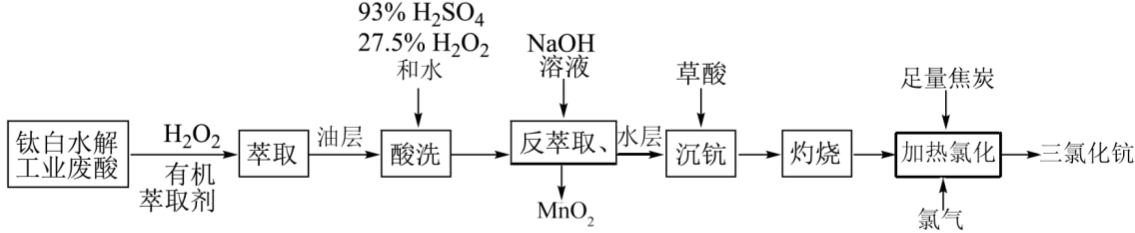 93% H₂SO₄
27.5% H₂O₂
和水
NaOH
溶液
草酸
足量焦炭
钛白水解
工业废酸
H₂O₂
有机
萃取剂
萃取
油层
酸洗
反萃取、
水层
沉钪
灼烧
加热氯化
三氯化钪
MnO₂
氯气